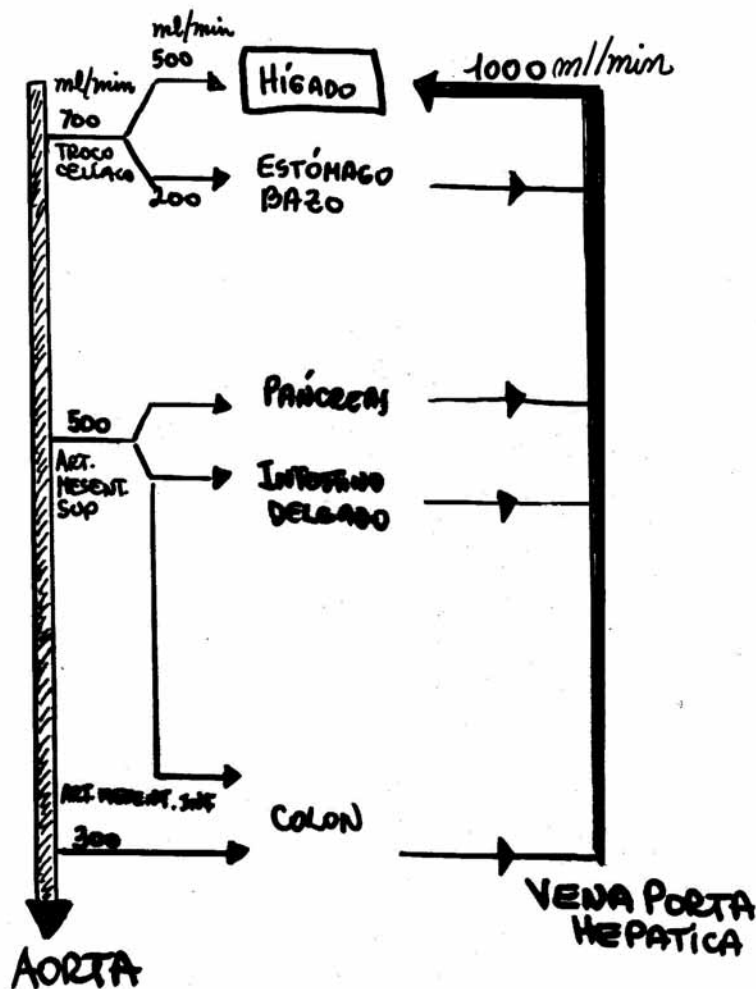 ml/min
500
ml/min
700
TROCO
CELÍACO
200
HÍGADO
1000 ml/min
ESTÓMAGO
BAZO
500
ART.
MESENT.
SUP
PÁNCREAS
INTESTINO
DELGADO
ART. MESENT. INF
300
COLON
VENA PORTA
HEPATICA
AORTA